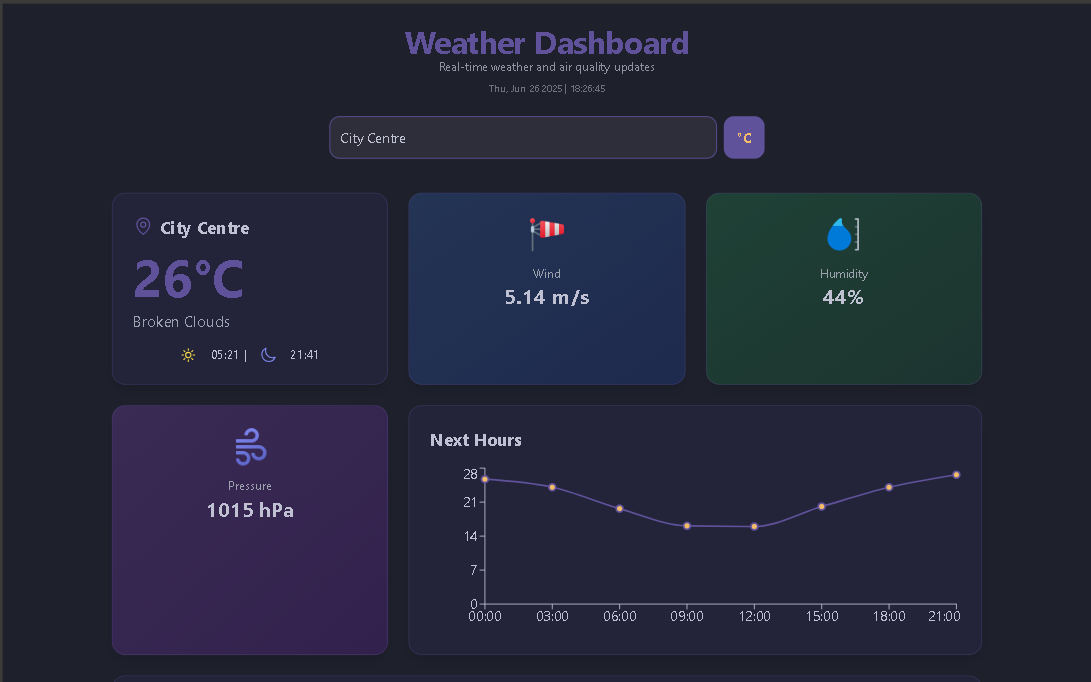 Weather Dashboard
Real-time weather and air quality updates
Thu, Jun 26 2025 | 18:26:45
City Centre
°C
City Centre
26°C
Broken Clouds
05:21 | 21:41
Wind
5.14 m/s
Humidity
44%
Pressure
1015 hPa
Next Hours
28
21
14
7
0
00:00 03:00 06:00 09:00 12:00 15:00 18:00 21:00